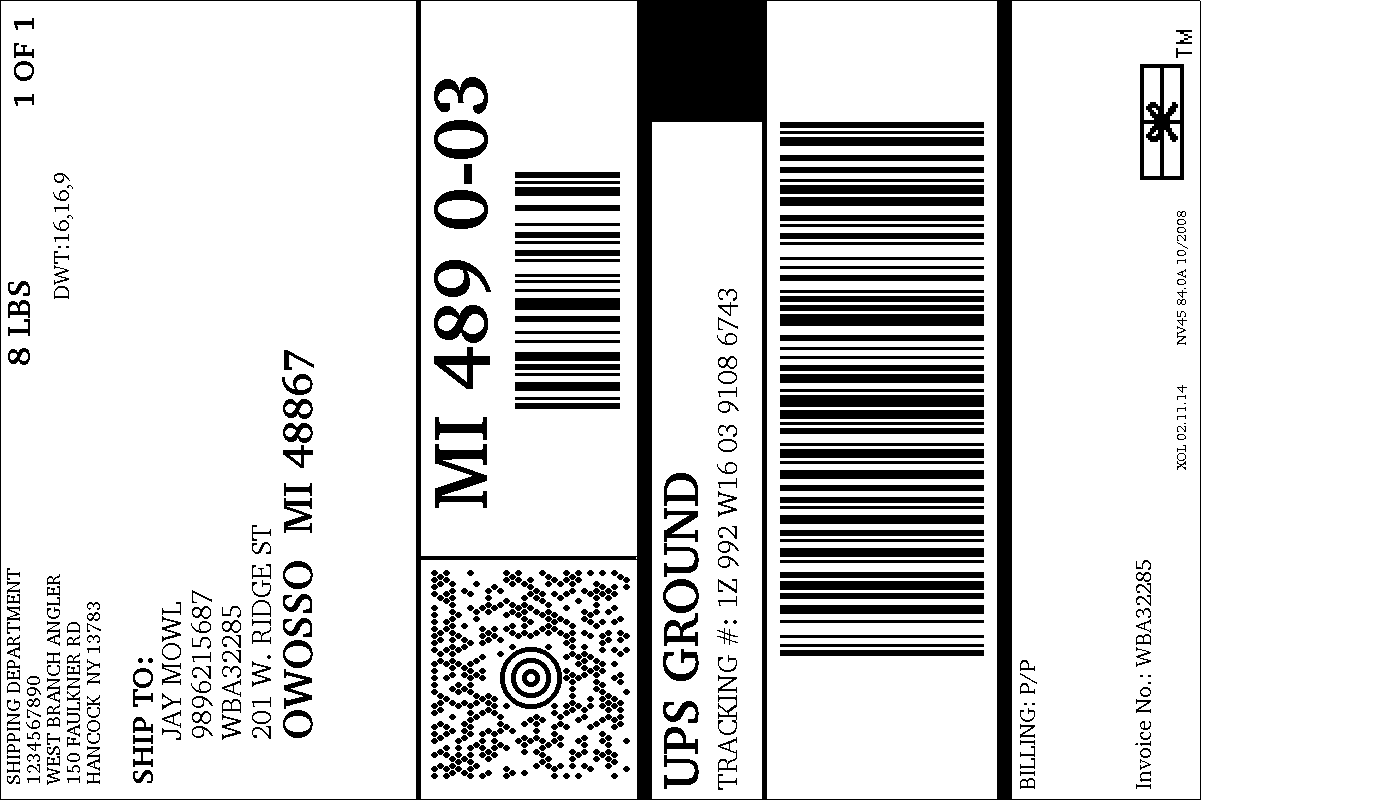 SHIPPING DEPARTMENT
1234567890
WEST BRANCH ANGLER
150 FAULKNER RD
HANCOCK NY 13783
8 LBS
1 OF 1
DWT:16,16,9
SHIP TO:
JAY MOWL
9896215687
WBA32285
201 W. RIDGE ST
OWOSSO MI 48867
MI 489 0-03
UPS GROUND
TRACKING #: 1Z 992 W16 03 9108 6743
BILLING: P/P
Invoice No.: WBA32285
XOL 02.11.14 NV45 84.0A 10/2008
TM